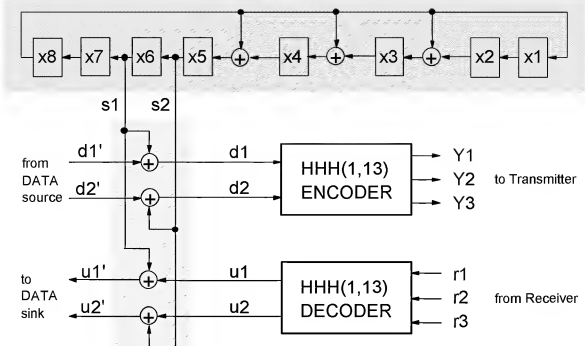 x8 x7 x6 x5 + x4 + x3 + x2 x1
s1 s2
from DATA source
d1' + d1
d2' + d2
HHH(1,13) ENCODER
Y1
Y2
Y3
to Transmitter
to DATA sink
u1' + u1
u2' + u2
HHH(1,13) DECODER
r1
r2
r3
from Receiver